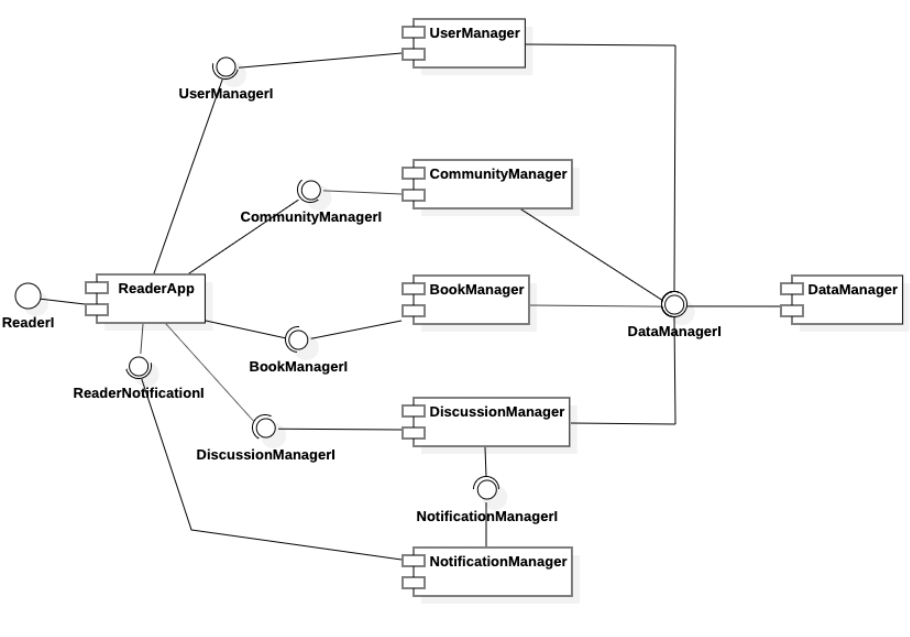 UserManager
UserManagerI
CommunityManager
CommunityManagerI
ReaderApp
BookManager
DataManager
ReaderI
DataManagerI
BookManagerI
ReaderNotificationI
DiscussionManager
DiscussionManagerI
NotificationManagerI
NotificationManager